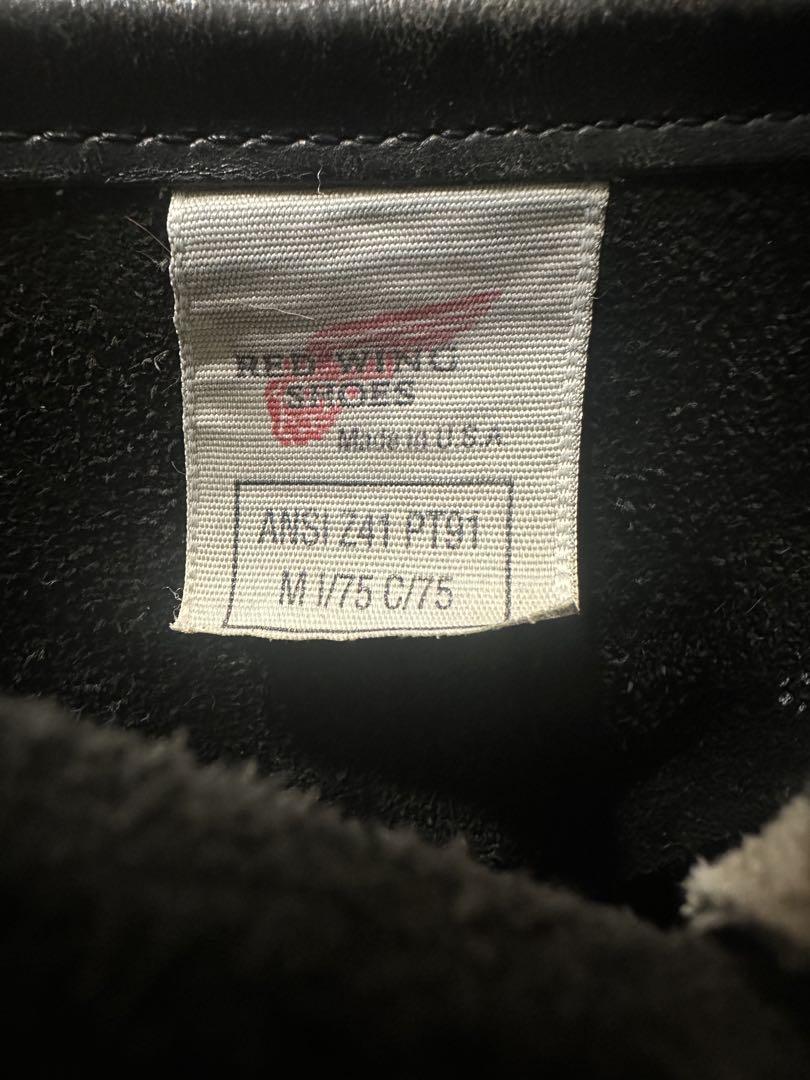 RED WING
SHOES
Made in U.S.A.
ANSI Z41 PT91
M I/75 C/75